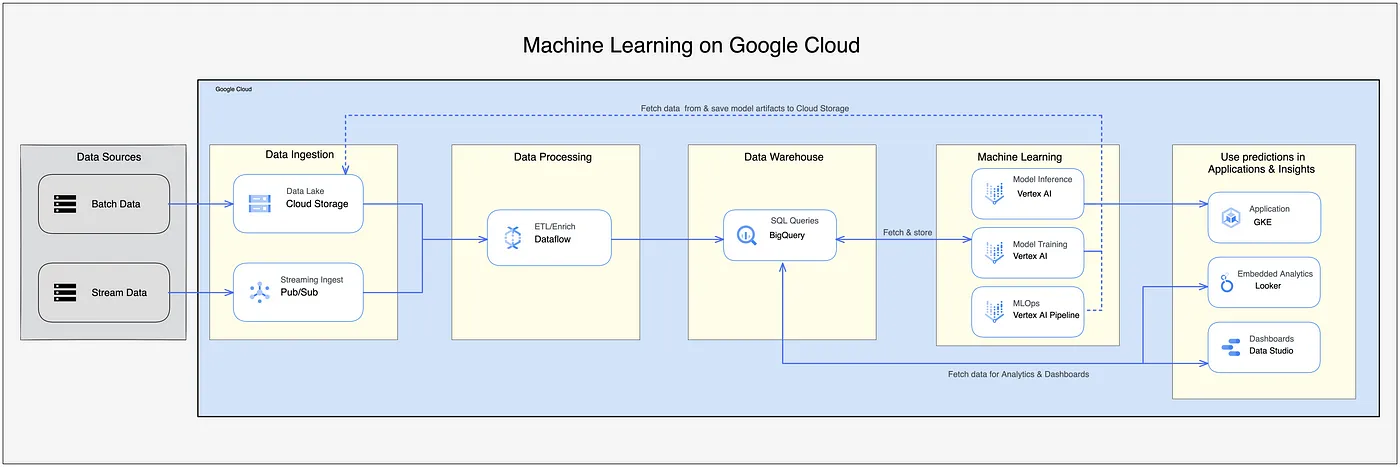 Machine Learning on Google Cloud
Google Cloud
Fetch data from & save model artifacts to Cloud Storage
Data Sources
Batch Data
Stream Data
Data Ingestion
Data Lake
Cloud Storage
Streaming Ingest
Pub/Sub
Data Processing
ETL/Enrich
Dataflow
Data Warehouse
SQL Queries
BigQuery
Fetch & store
Machine Learning
Model Inference
Vertex AI
Model Training
Vertex AI
MLOps
Vertex AI Pipeline
Use predictions in
Applications & Insights
Application
GKE
Embedded Analytics
Looker
Dashboards
Data Studio
Fetch data for Analytics & Dashboards